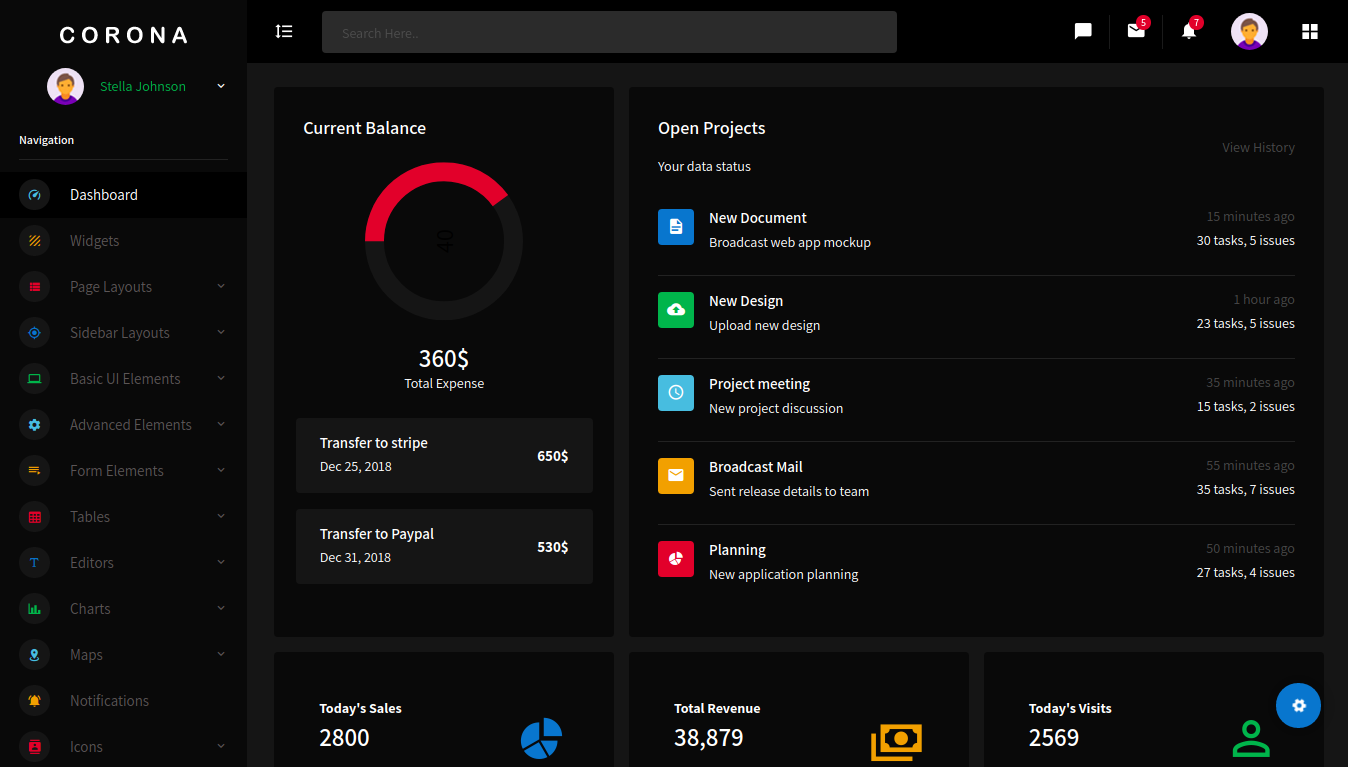 CORONA
Stella Johnson
Navigation
Dashboard
Widgets
Page Layouts
Sidebar Layouts
Basic UI Elements
Advanced Elements
Form Elements
Tables
Editors
Charts
Maps
Notifications
Icons
Search Here..
5
7
Current Balance
40
360$
Total Expense
Transfer to stripe
Dec 25, 2018
650$
Transfer to Paypal
Dec 31, 2018
530$
Open Projects
Your data status
View History
New Document
Broadcast web app mockup
15 minutes ago
30 tasks, 5 issues
New Design
Upload new design
1 hour ago
23 tasks, 5 issues
Project meeting
New project discussion
35 minutes ago
15 tasks, 2 issues
Broadcast Mail
Sent release details to team
55 minutes ago
35 tasks, 7 issues
Planning
New application planning
50 minutes ago
27 tasks, 4 issues
Today's Sales
2800
Total Revenue
38,879
Today's Visits
2569